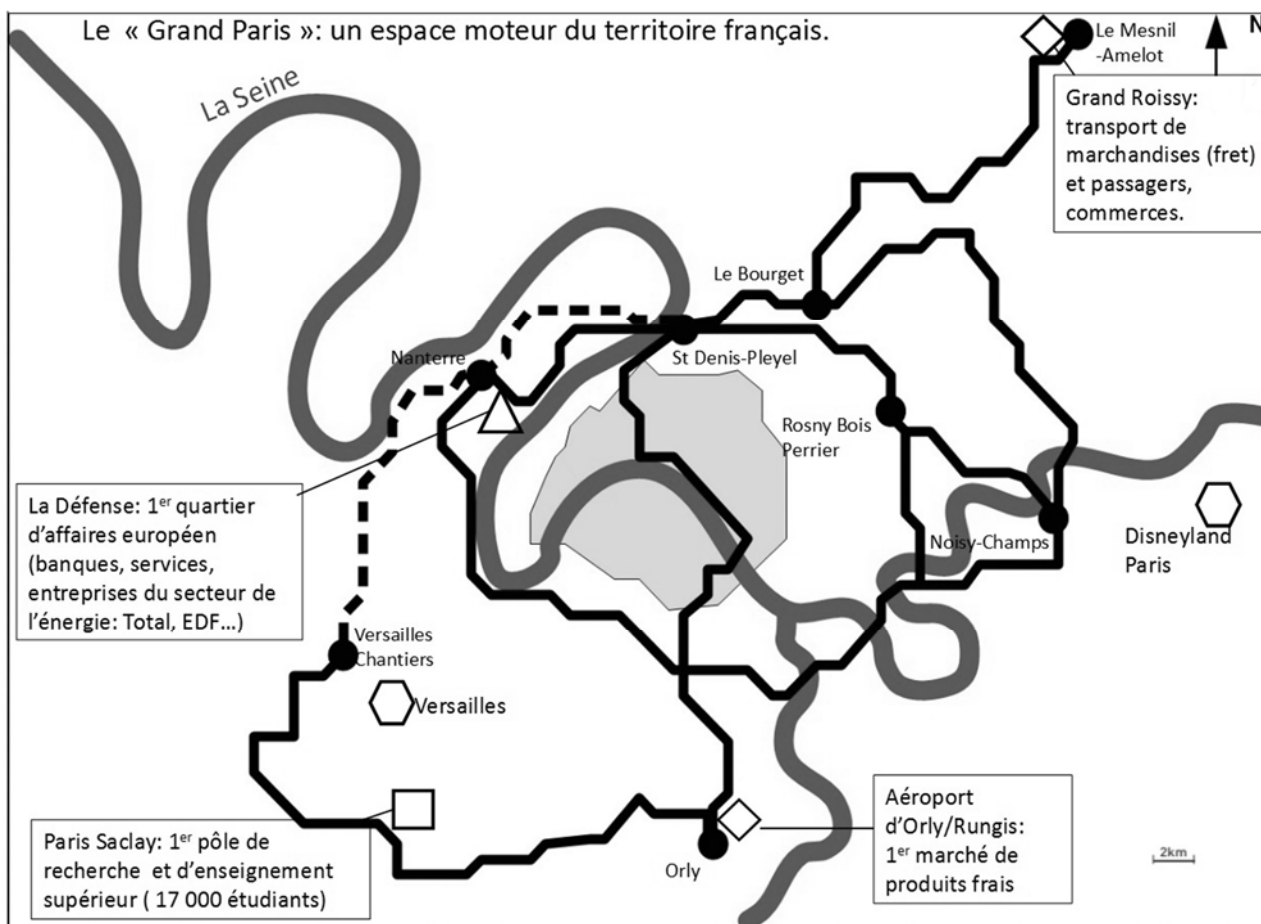 Le « Grand Paris »: un espace moteur du territoire français.
N
La Seine
Le Mesnil
-Amelot
Grand Roissy:
transport de
marchandises (fret)
et passagers,
commerces.
Le Bourget
Nanterre
St Denis-Pleyel
Rosny Bois
Perrier
La Défense: 1er quartier
d’affaires européen
(banques, services,
entreprises du secteur de
l’énergie: Total, EDF…)
Noisy-Champs
Disneyland
Paris
Versailles
Chantiers
Versailles
Paris Saclay: 1er pôle de
recherche et d’enseignement
supérieur ( 17 000 étudiants)
Orly
Aéroport
d’Orly/Rungis:
1er marché de
produits frais
2km